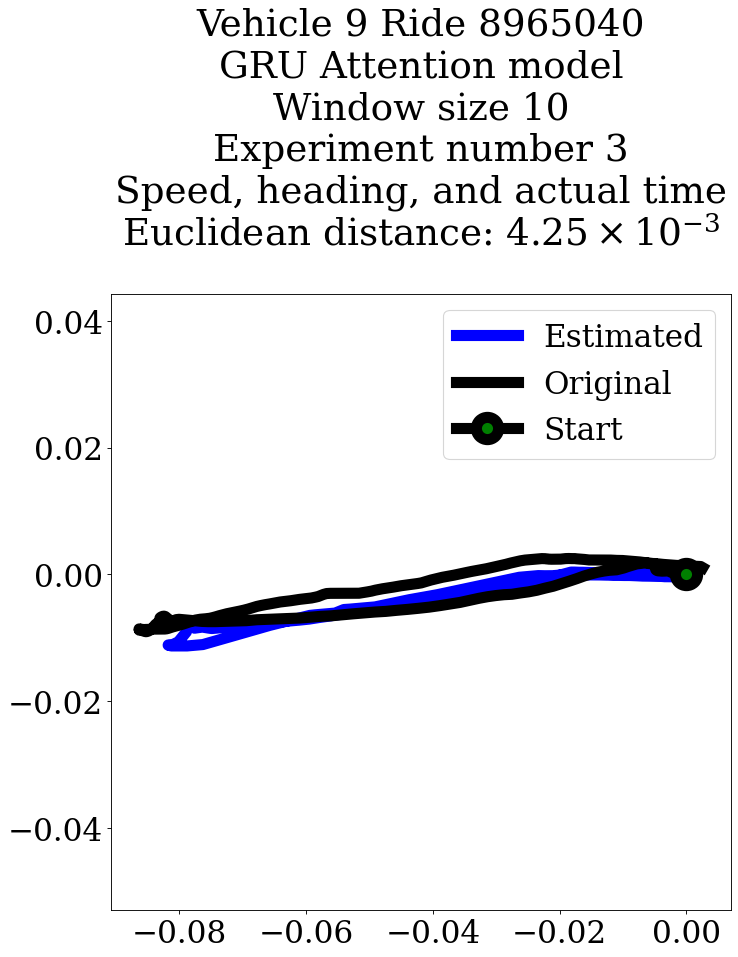 Vehicle 9 Ride 8965040
GRU Attention model
Window size 10
Experiment number 3
Speed, heading, and actual time
Euclidean distance: 4.25 × 10⁻³
Estimated
Original
Start
0.04
0.02
0.00
−0.02
−0.04
−0.08 −0.06 −0.04 −0.02 0.00